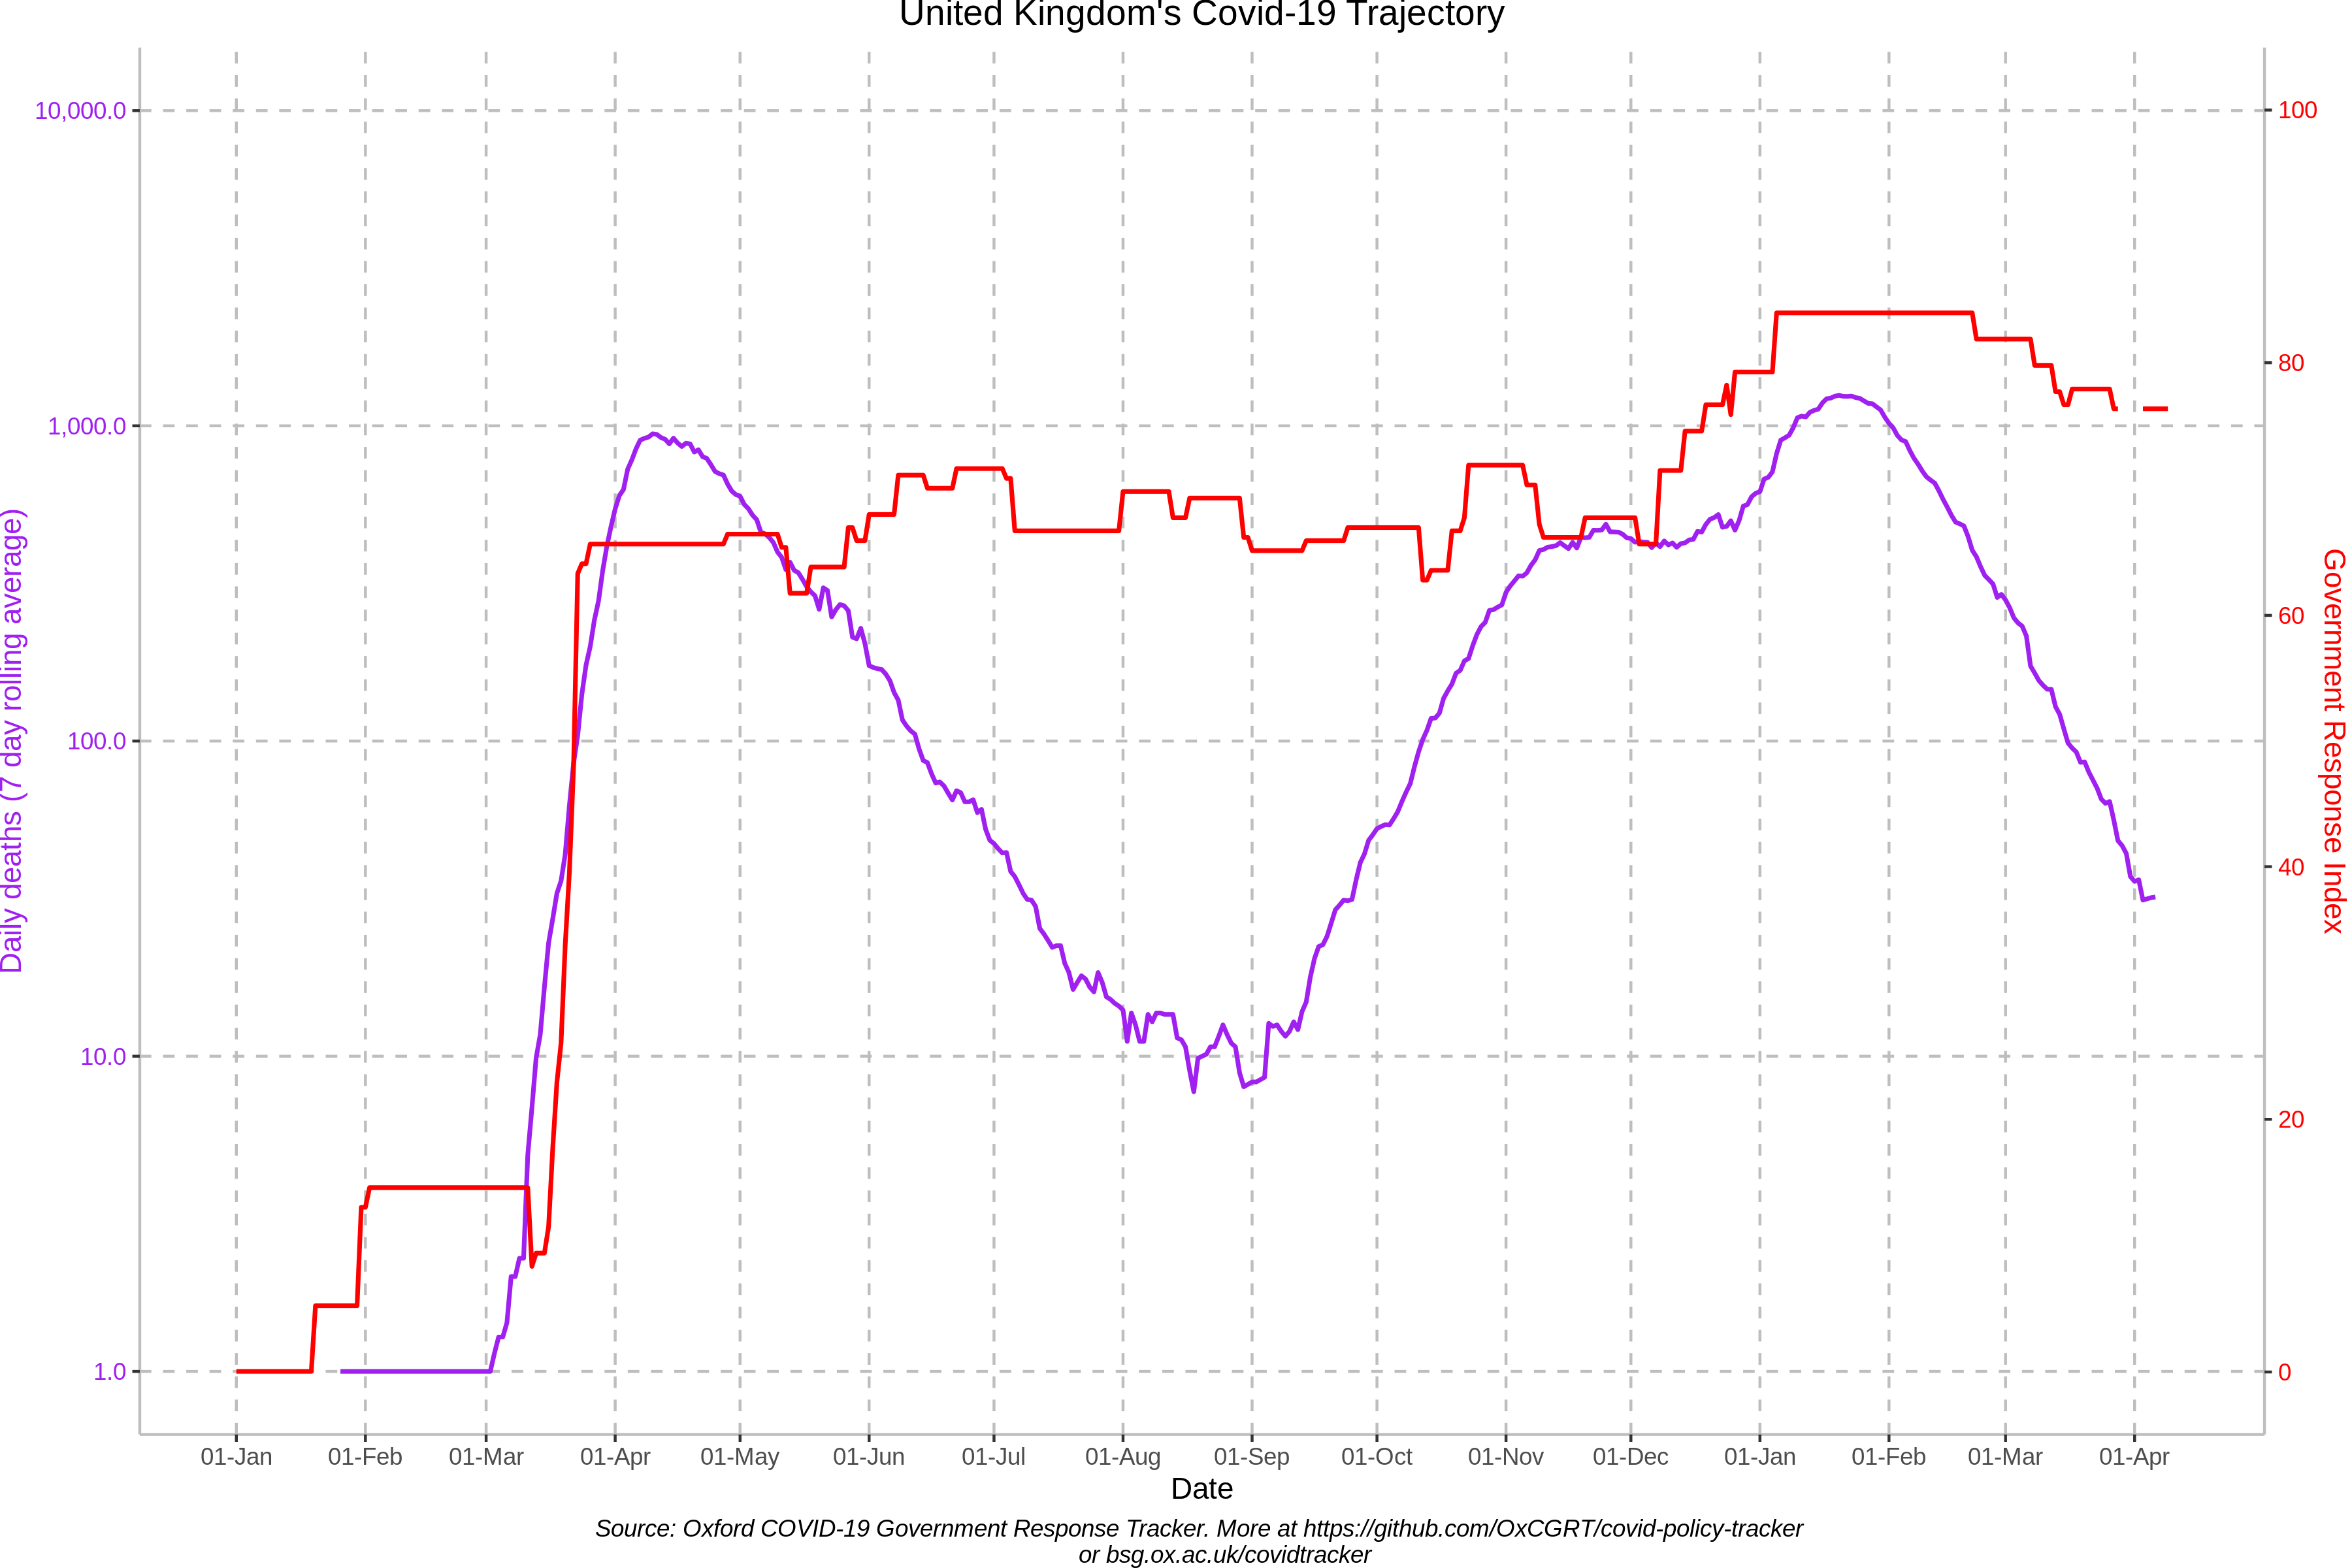 United Kingdom's Covid-19 Trajectory
10,000.0
1,000.0
100.0
10.0
1.0
Daily deaths (7 day rolling average)
100
80
60
40
20
0
Government Response Index
01-Jan 01-Feb 01-Mar 01-Apr 01-May 01-Jun 01-Jul 01-Aug 01-Sep 01-Oct 01-Nov 01-Dec 01-Jan 01-Feb 01-Mar 01-Apr
Date
Source: Oxford COVID-19 Government Response Tracker. More at https://github.com/OxCGRT/covid-policy-tracker
or bsg.ox.ac.uk/covidtracker